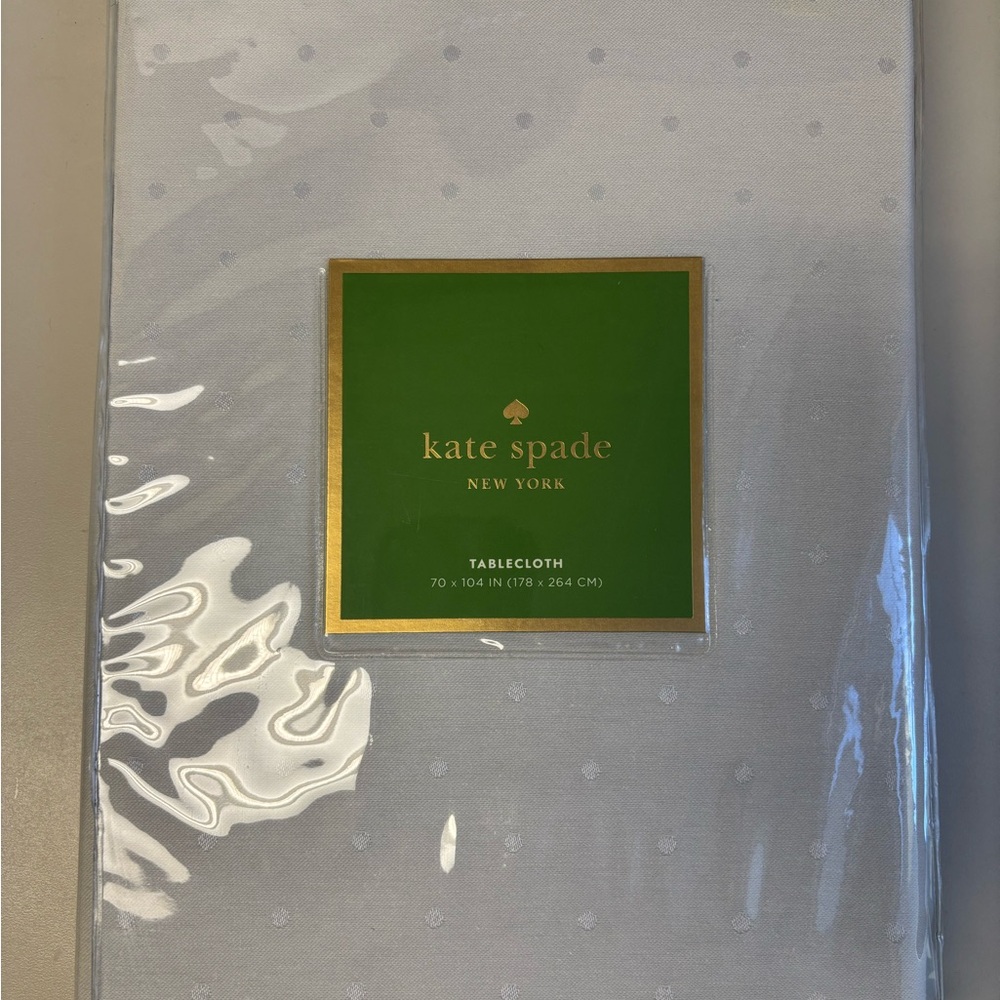 kate spade
NEW YORK
TABLECLOTH
70 x 104 IN (178 x 264 CM)